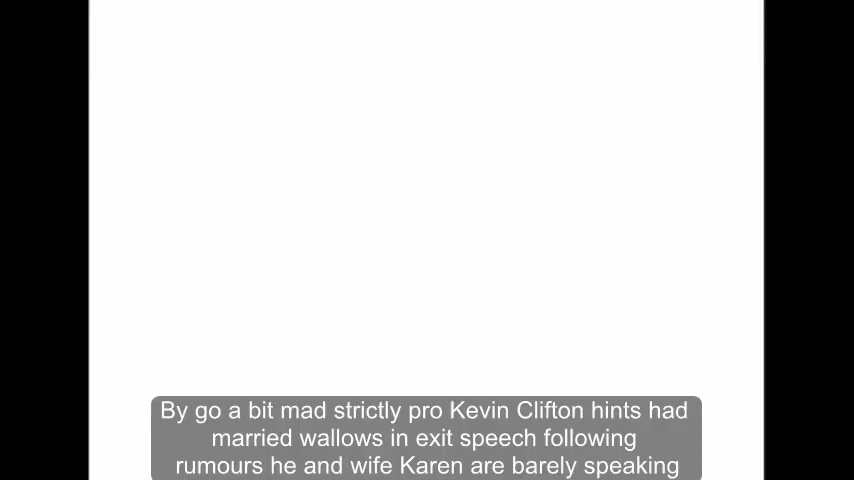 By go a bit mad strictly pro Kevin Clifton hints had
married wallows in exit speech following
rumours he and wife Karen are barely speaking